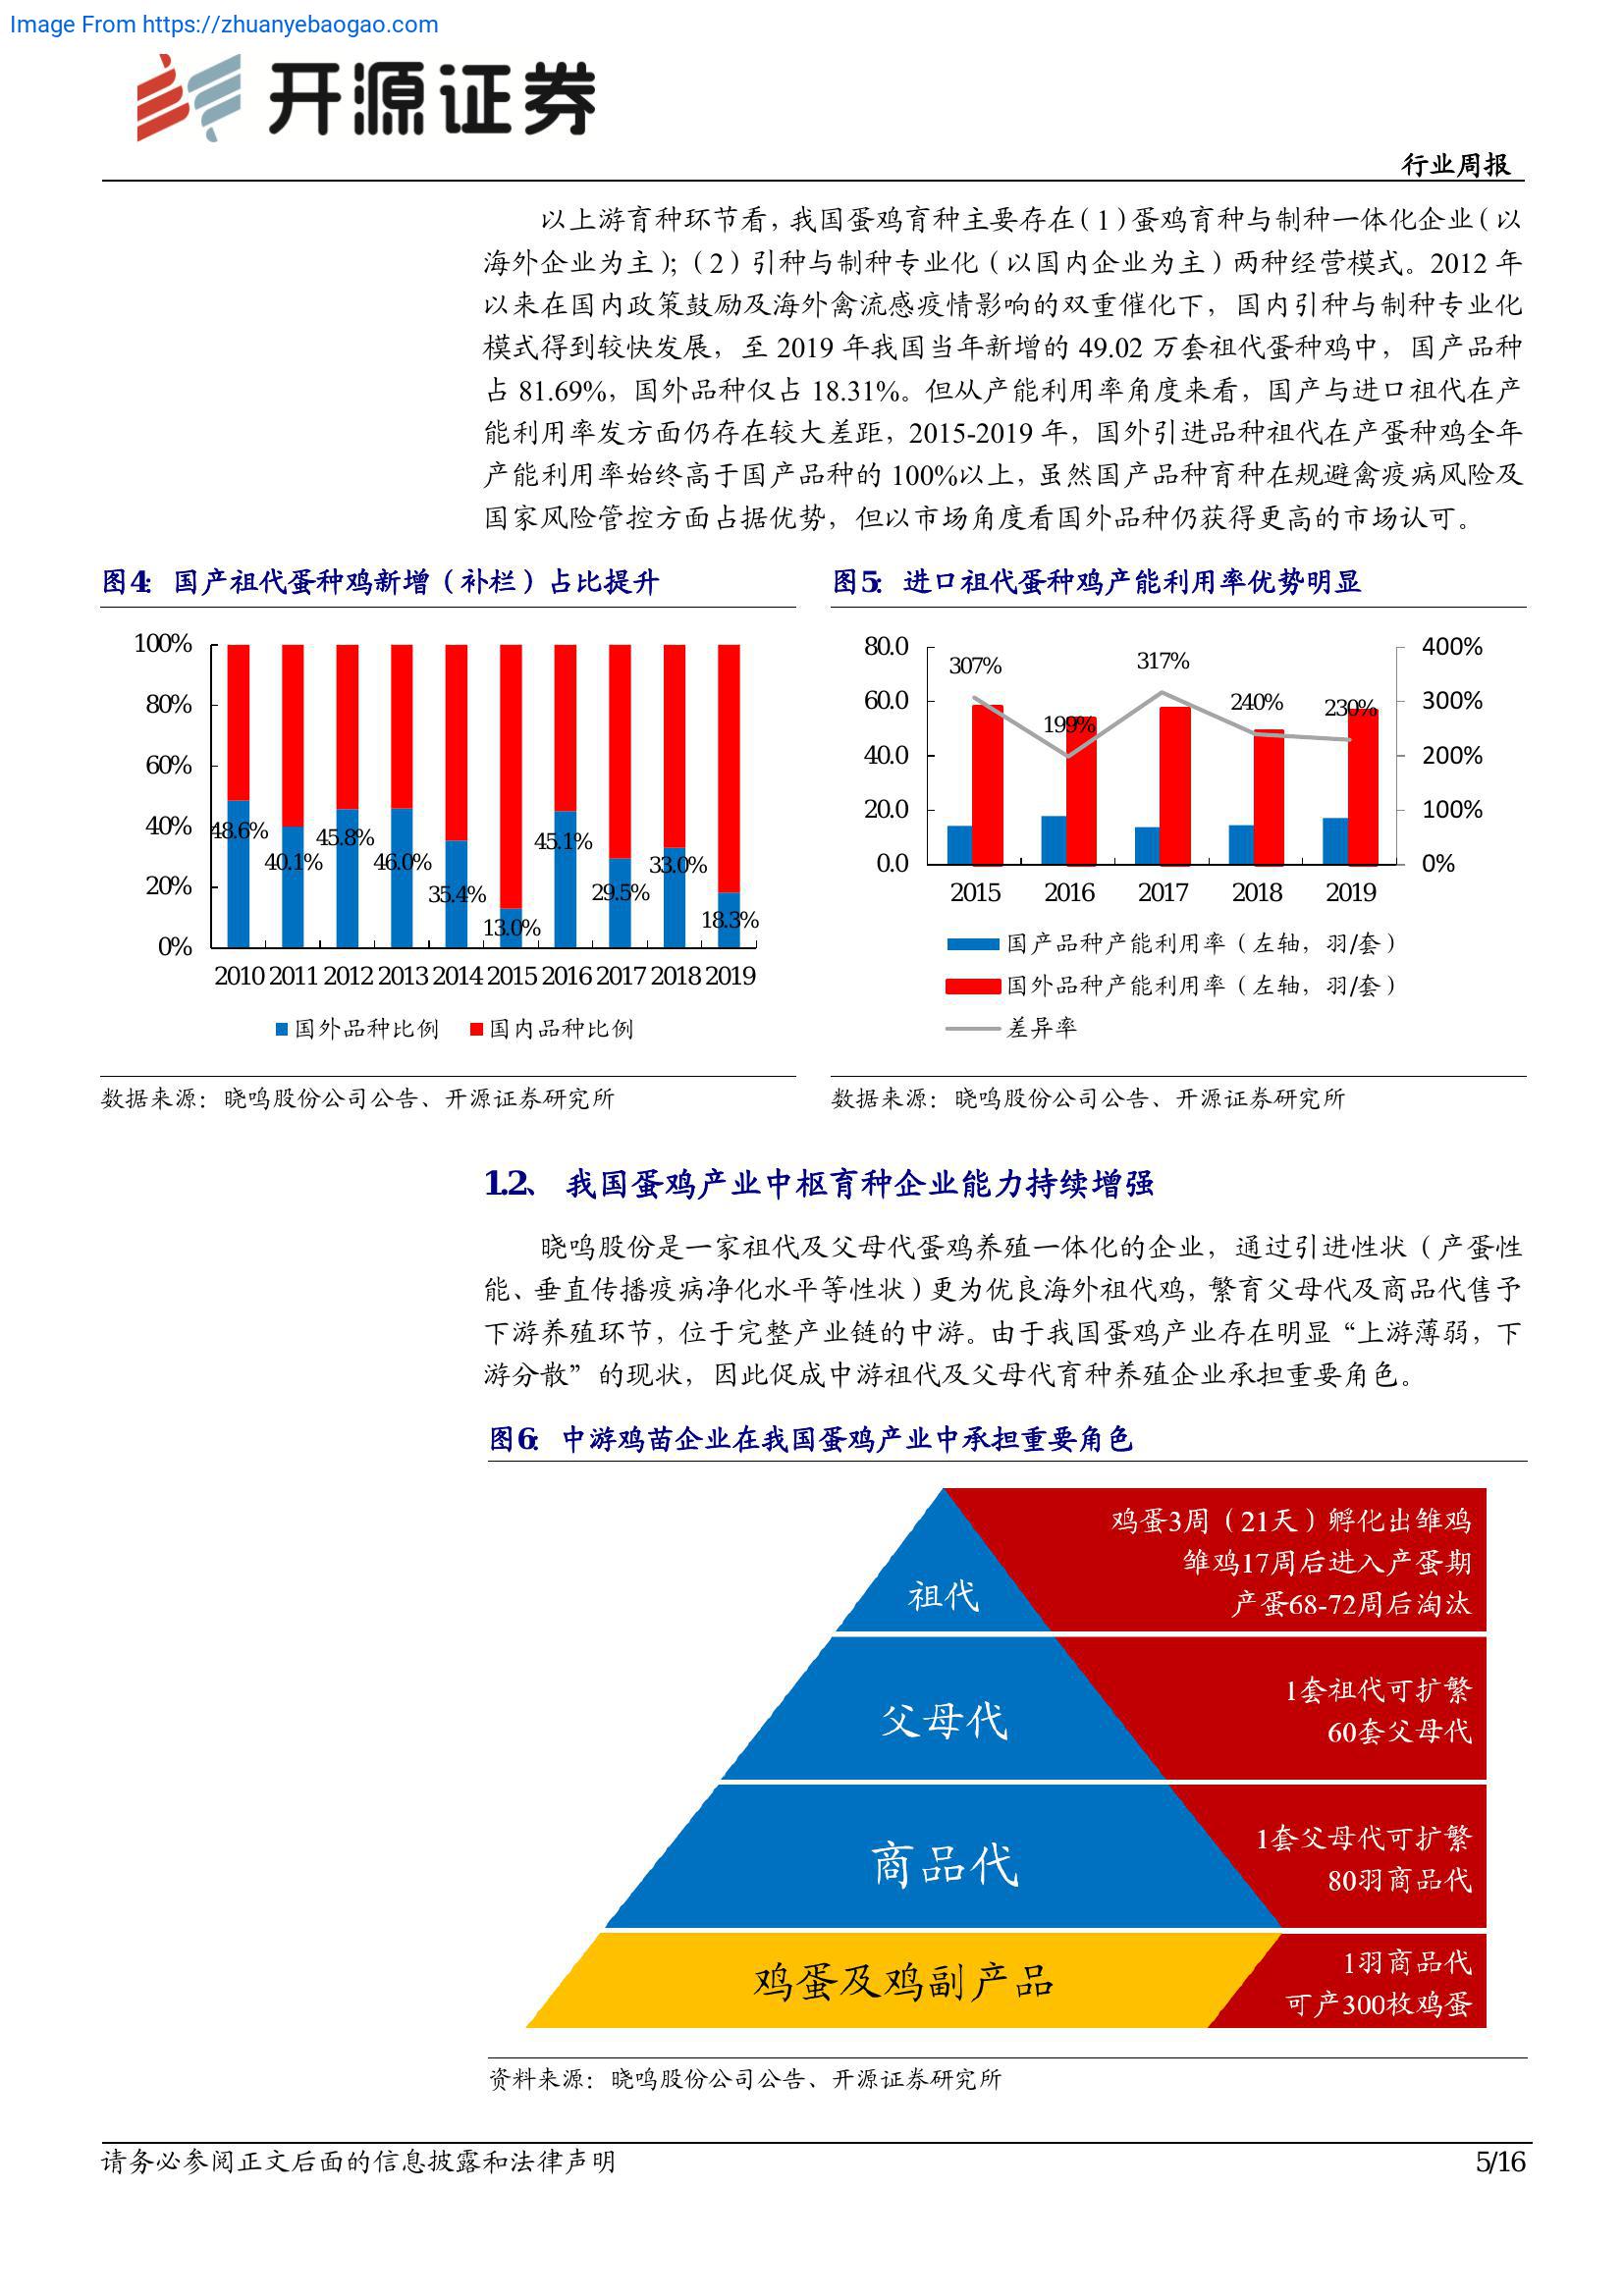 Image From https://zhuanyebaogao.com
开源证券
行业周报
以上游育种环节看，我国蛋鸡育种主要存在（1）蛋鸡育种与制种一体化企业（以
海外企业为主）；（2）引种与制种专业化（以国内企业为主）两种经营模式。2012 年
以来在国内政策鼓励及海外禽流感疫情影响的双重催化下，国内引种与制种专业化
模式得到较快发展，至 2019 年我国当年新增的 49.02 万套祖代蛋种鸡中，国产品种
占 81.69%，国外品种仅占 18.31%。但从产能利用率角度来看，国产与进口祖代在产
能利用率发方面仍存在较大差距，2015-2019 年，国外引进品种祖代在产蛋种鸡全年
产能利用率始终高于国产品种的 100%以上，虽然国产品种育种在规避禽疫病风险及
国家风险管控方面占据优势，但以市场角度看国外品种仍获得更高的市场认可。
图4：国产祖代蛋种鸡新增（补栏）占比提升
100%
80%
60%
40%
20%
0%
48.6%
40.1%
45.8%
46.0%
35.4%
13.0%
45.1%
29.5%
33.0%
18.3%
2010 2011 2012 2013 2014 2015 2016 2017 2018 2019
国外品种比例 国内品种比例
数据来源：晓鸣股份公司公告、开源证券研究所
图5：进口祖代蛋种鸡产能利用率优势明显
80.0
60.0
40.0
20.0
0.0
307%
199%
317%
240%
230%
400%
300%
200%
100%
0%
2015 2016 2017 2018 2019
国产品种产能利用率（左轴，羽/套）
国外品种产能利用率（左轴，羽/套）
差异率
数据来源：晓鸣股份公司公告、开源证券研究所
1.2、 我国蛋鸡产业中枢育种企业能力持续增强
晓鸣股份是一家祖代及父母代蛋鸡养殖一体化的企业，通过引进性状（产蛋性
能、垂直传播疫病净化水平等性状）更为优良海外祖代鸡，繁育父母代及商品代售予
下游养殖环节，位于完整产业链的中游。由于我国蛋鸡产业存在明显“上游薄弱，下
游分散”的现状，因此促成中游祖代及父母代育种养殖企业承担重要角色。
图6：中游鸡苗企业在我国蛋鸡产业中承担重要角色
鸡蛋3周（21天）孵化出雏鸡
雏鸡17周后进入产蛋期
产蛋68-72周后淘汰
祖代
1套祖代可扩繁
60套父母代
父母代
1套父母代可扩繁
80羽商品代
商品代
1羽商品代
可产300枚鸡蛋
鸡蛋及鸡副产品
资料来源：晓鸣股份公司公告、开源证券研究所
请务必参阅正文后面的信息披露和法律声明
5/16